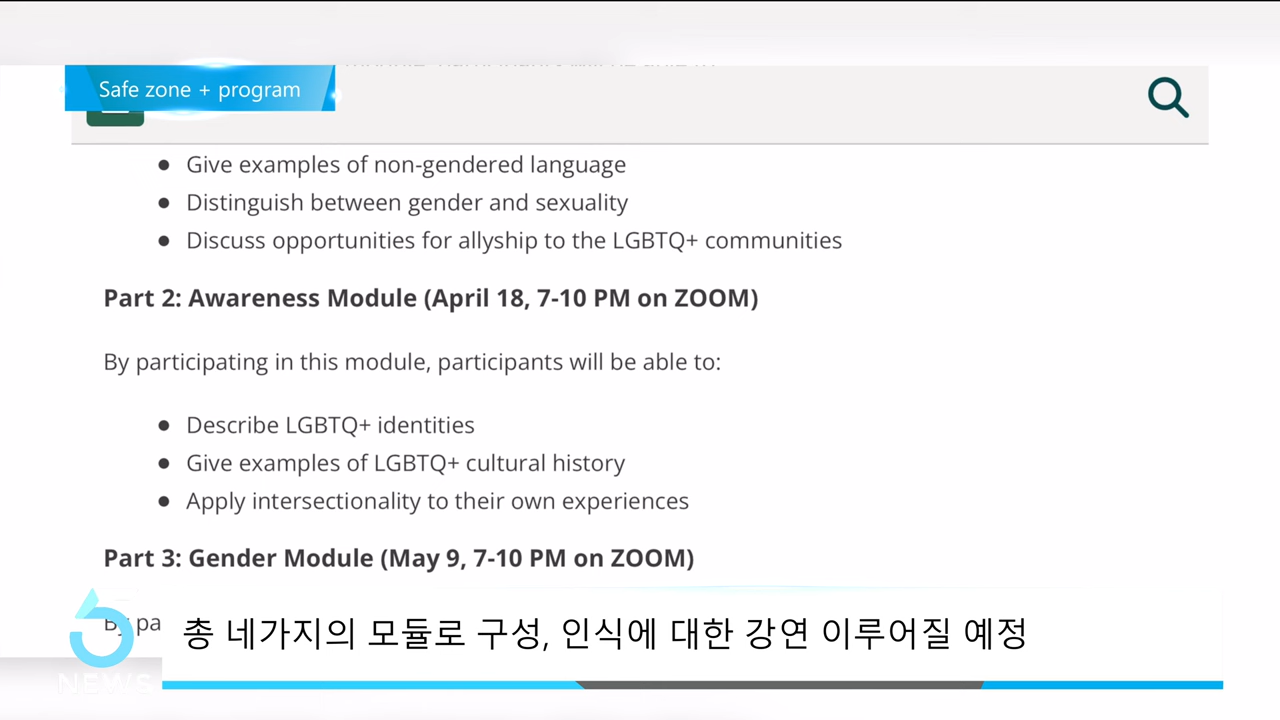 Safe zone + program
Give examples of non-gendered language
Distinguish between gender and sexuality
Discuss opportunities for allyship to the LGBTQ+ communities
Part 2: Awareness Module (April 18, 7-10 PM on ZOOM)
By participating in this module, participants will be able to:
Describe LGBTQ+ identities
Give examples of LGBTQ+ cultural history
Apply intersectionality to their own experiences
Part 3: Gender Module (May 9, 7-10 PM on ZOOM)
By pa
총 네가지의 모듈로 구성, 인식에 대한 강연 이루어질 예정
NEWS